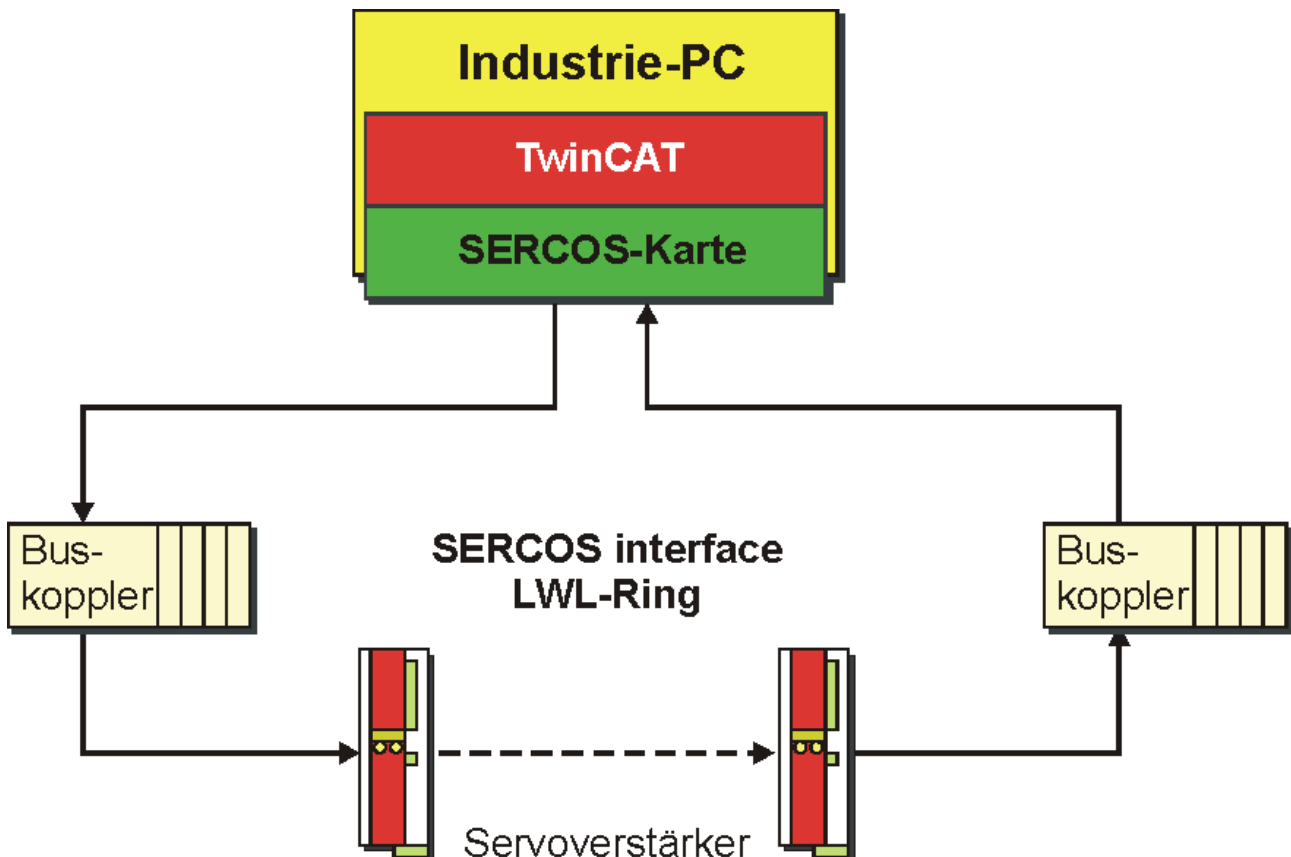 Industrie-PC
TwinCAT
SERCOS-Karte
Bus-
koppler
SERCOS interface
LWL-Ring
Bus-
koppler
Servoverstärker